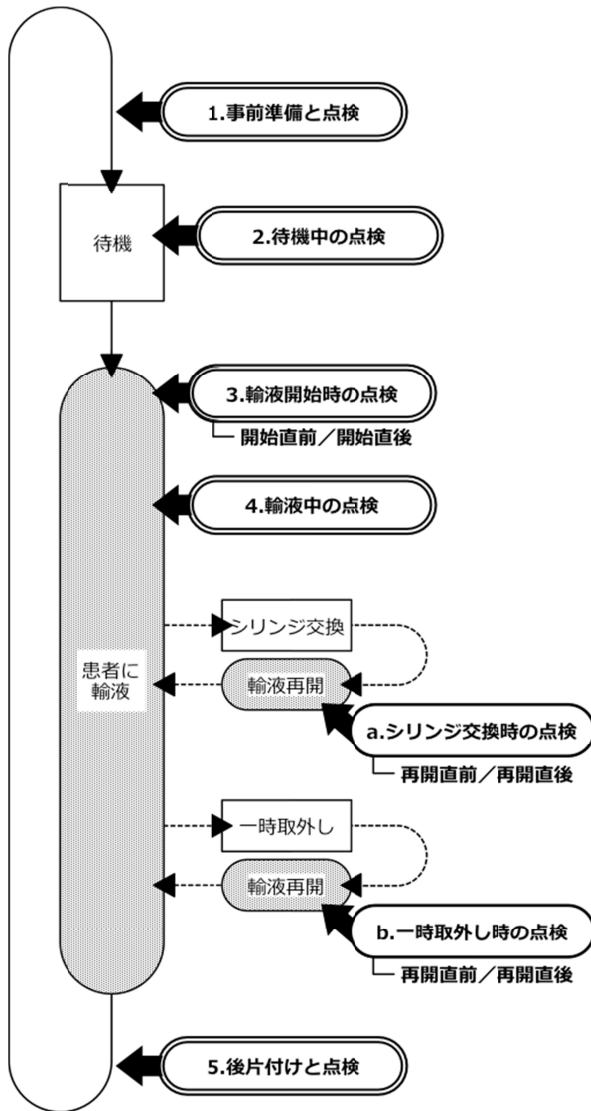 1.事前準備と点検
待機
2.待機中の点検
3.輸液開始時の点検
開始直前／開始直後
4.輸液中の点検
シリンジ交換
患者に
輸液
輸液再開
a.シリンジ交換時の点検
再開直前／再開直後
一時取外し
輸液再開
b.一時取外し時の点検
再開直前／再開直後
5.後片付けと点検